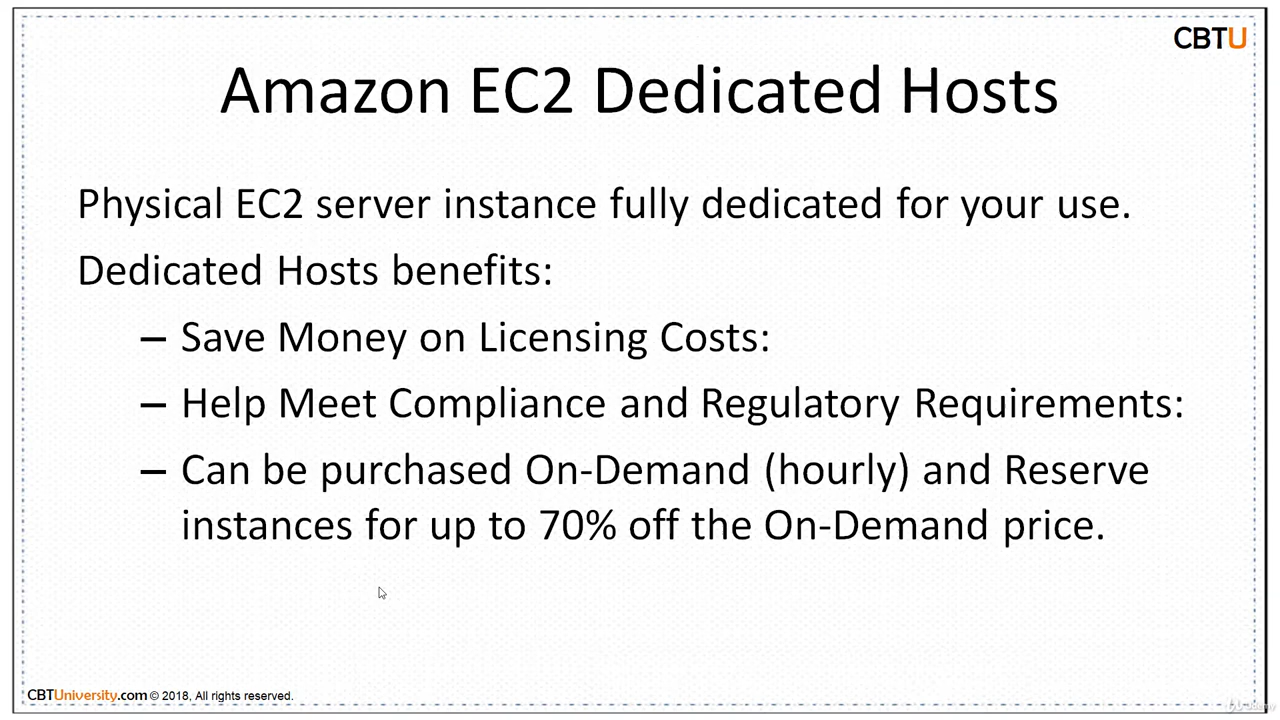 CBTU
Amazon EC2 Dedicated Hosts
Physical EC2 server instance fully dedicated for your use.
Dedicated Hosts benefits:
– Save Money on Licensing Costs:
– Help Meet Compliance and Regulatory Requirements:
– Can be purchased On-Demand (hourly) and Reserve
instances for up to 70% off the On-Demand price.
CBTUniversity.com © 2018, All rights reserved.